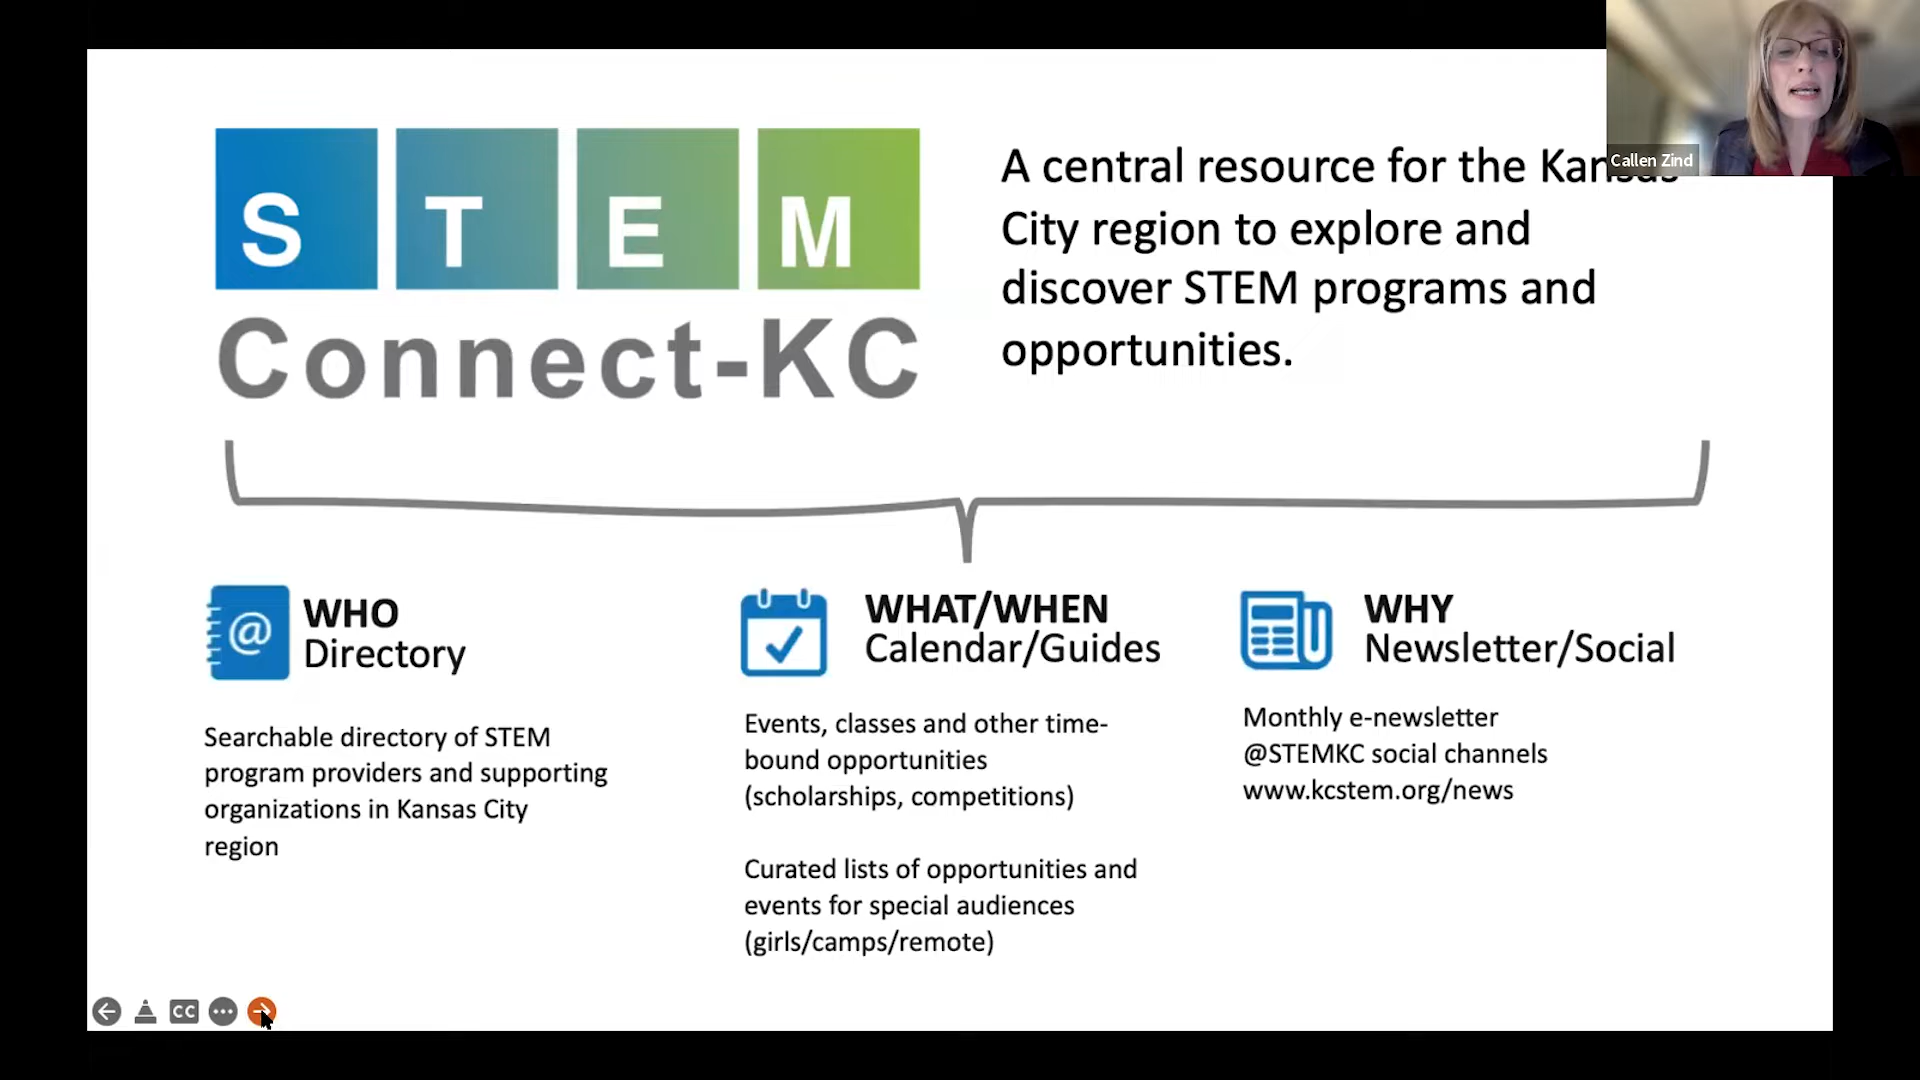 S T E M
Connect-KC
A central resource for the Kansas
City region to explore and
discover STEM programs and
opportunities.
Callen Zind
WHO
Directory
Searchable directory of STEM
program providers and supporting
organizations in Kansas City
region
WHAT/WHEN
Calendar/Guides
Events, classes and other time-
bound opportunities
(scholarships, competitions)
Curated lists of opportunities and
events for special audiences
(girls/camps/remote)
WHY
Newsletter/Social
Monthly e-newsletter
@STEMKC social channels
www.kcstem.org/news
CC